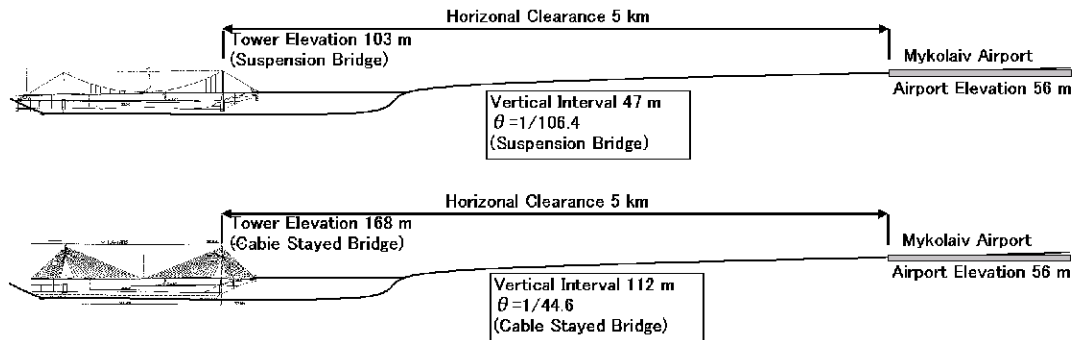 Horizonal Clearance 5 km
Tower Elevation 103 m
(Suspension Bridge)
Mykolaiv Airport
Airport Elevation 56 m
Vertical Interval 47 m
θ=1/106.4
(Suspension Bridge)
Horizonal Clearance 5 km
Tower Elevation 168 m
(Cabie Stayed Bridge)
Mykolaiv Airport
Airport Elevation 56 m
Vertical Interval 112 m
θ=1/44.6
(Cable Stayed Bridge)